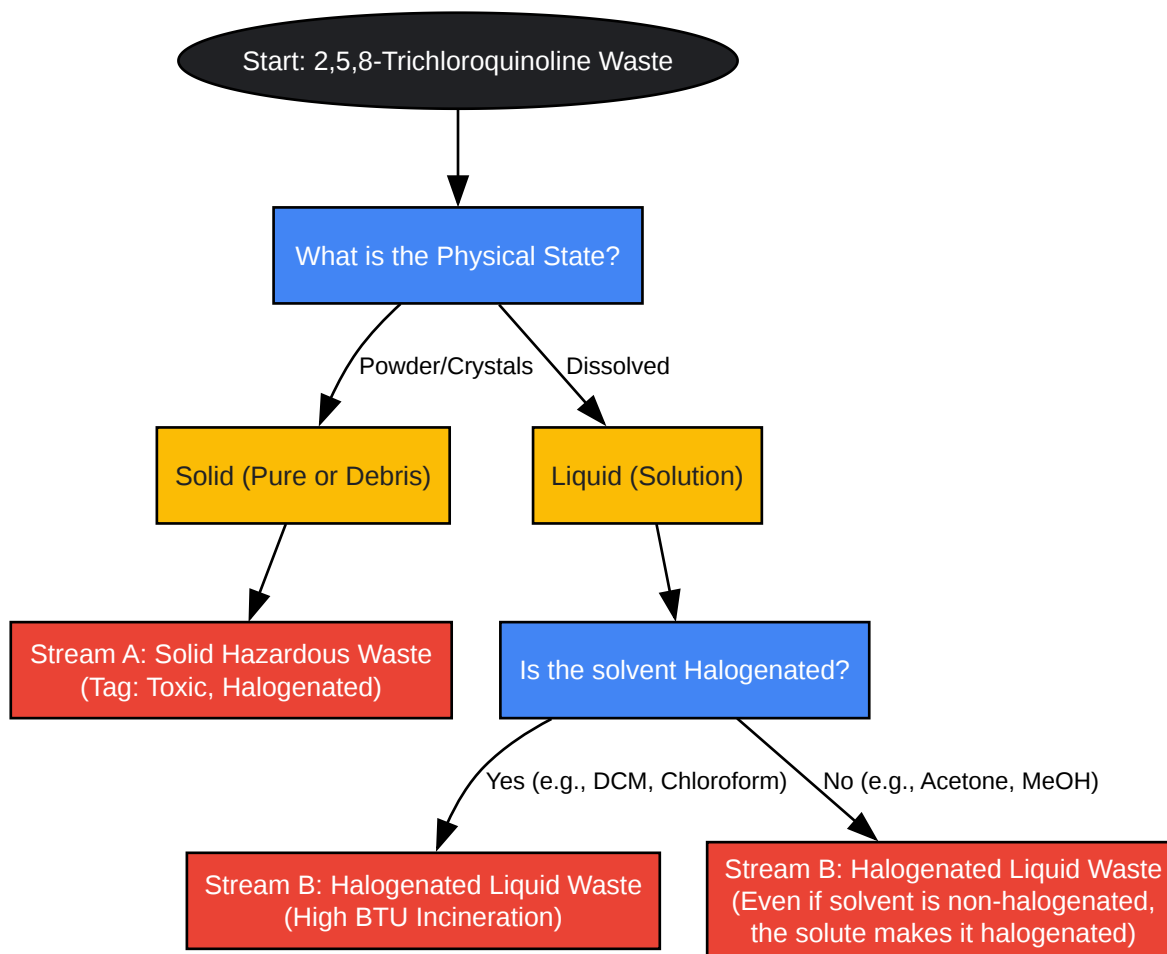 Start: 2,5,8-Trichloroquinoline Waste
What is the Physical State?
Powder/Crystals
Dissolved
Solid (Pure or Debris)
Liquid (Solution)
Stream A: Solid Hazardous Waste
(Tag: Toxic, Halogenated)
Is the solvent Halogenated?
Yes (e.g., DCM, Chloroform)
No (e.g., Acetone, MeOH)
Stream B: Halogenated Liquid Waste
(High BTU Incineration)
Stream B: Halogenated Liquid Waste
(Even if solvent is non-halogenated,
the solute makes it halogenated)